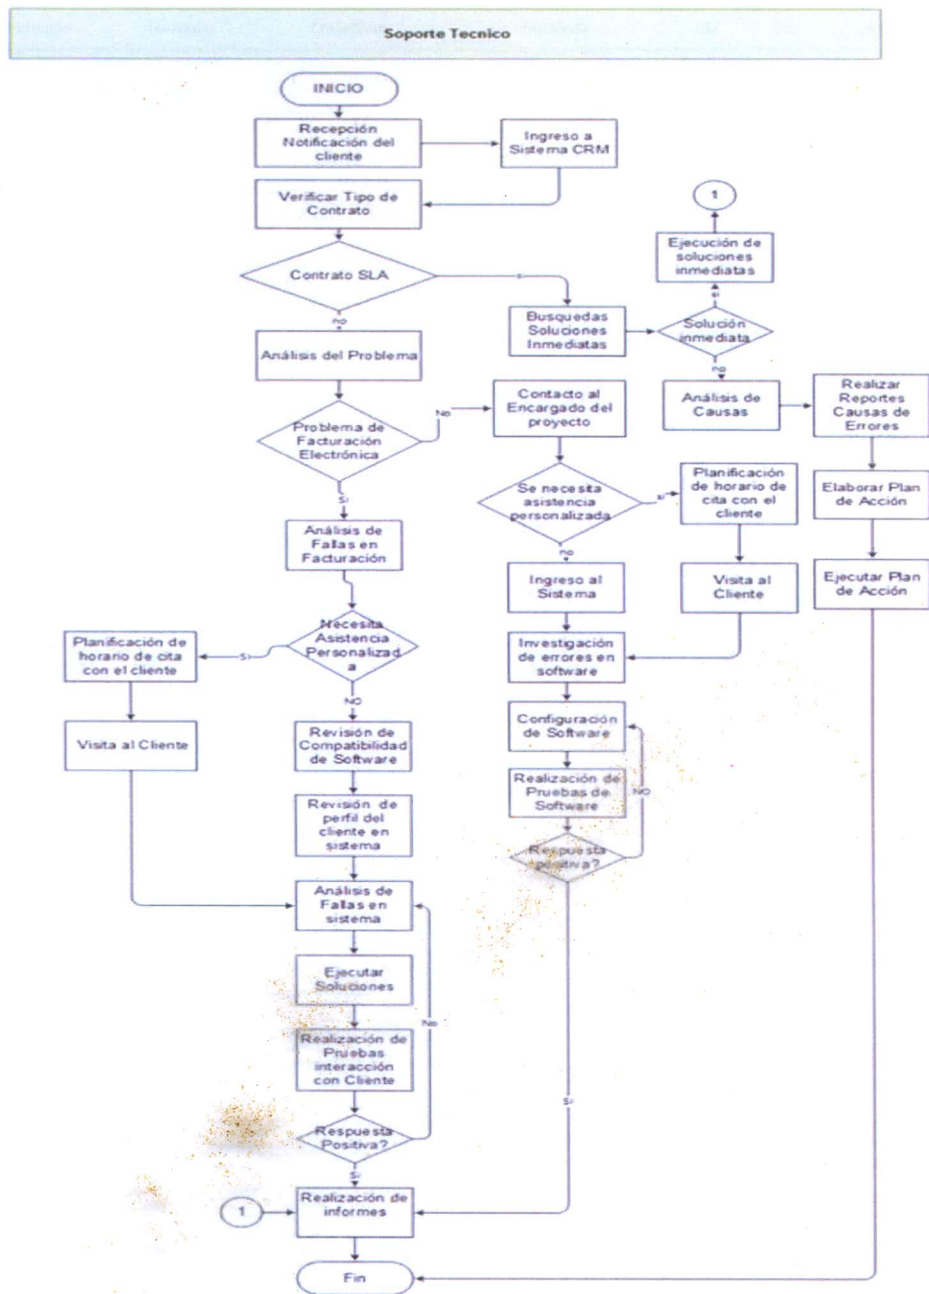 Soporte Tecnico
INICIO
Recepción
Notificación del
cliente
Ingreso a
Sistema CRM
Verificar Tipo de
Contrato
1
Contrato SLA
si
no
Ejecución de
soluciones
inmediatas
si
Busquedas
Soluciones
Inmediatas
Solución
inmediata
no
Análisis del Problema
Contacto al
Encargado del
proyecto
Análisis de
Causas
Realizar
Reportes
Causas de
Errores
Problema de
Facturación
Electrónica
No
Si
Se necesita
asistencia
personalizada
si
no
Planificación
de horario de
cita con el
cliente
Elaborar Plan
de Acción
Análisis de
Fallas en
Facturación
Ingreso al
Sistema
Visita al
Cliente
Ejecutar Plan
de Acción
Necesita
Asistencia
Personalizad
a
Si
NO
Planificación de
horario de cita
con el cliente
Investigación
de errores en
software
Visita al Cliente
Revisión de
Compatibilidad
de Software
Configuración
de Software
Realización de
Pruebas de
Software
NO
Revisión de
perfil del
cliente en
sistema
Respuesta
positiva?
Si
Análisis de
Fallas en
sistema
Ejecutar
Soluciones
No
Realización de
Pruebas
interacción
con Cliente
Respuesta
Positiva?
Si
1
Realización de
informes
Fin